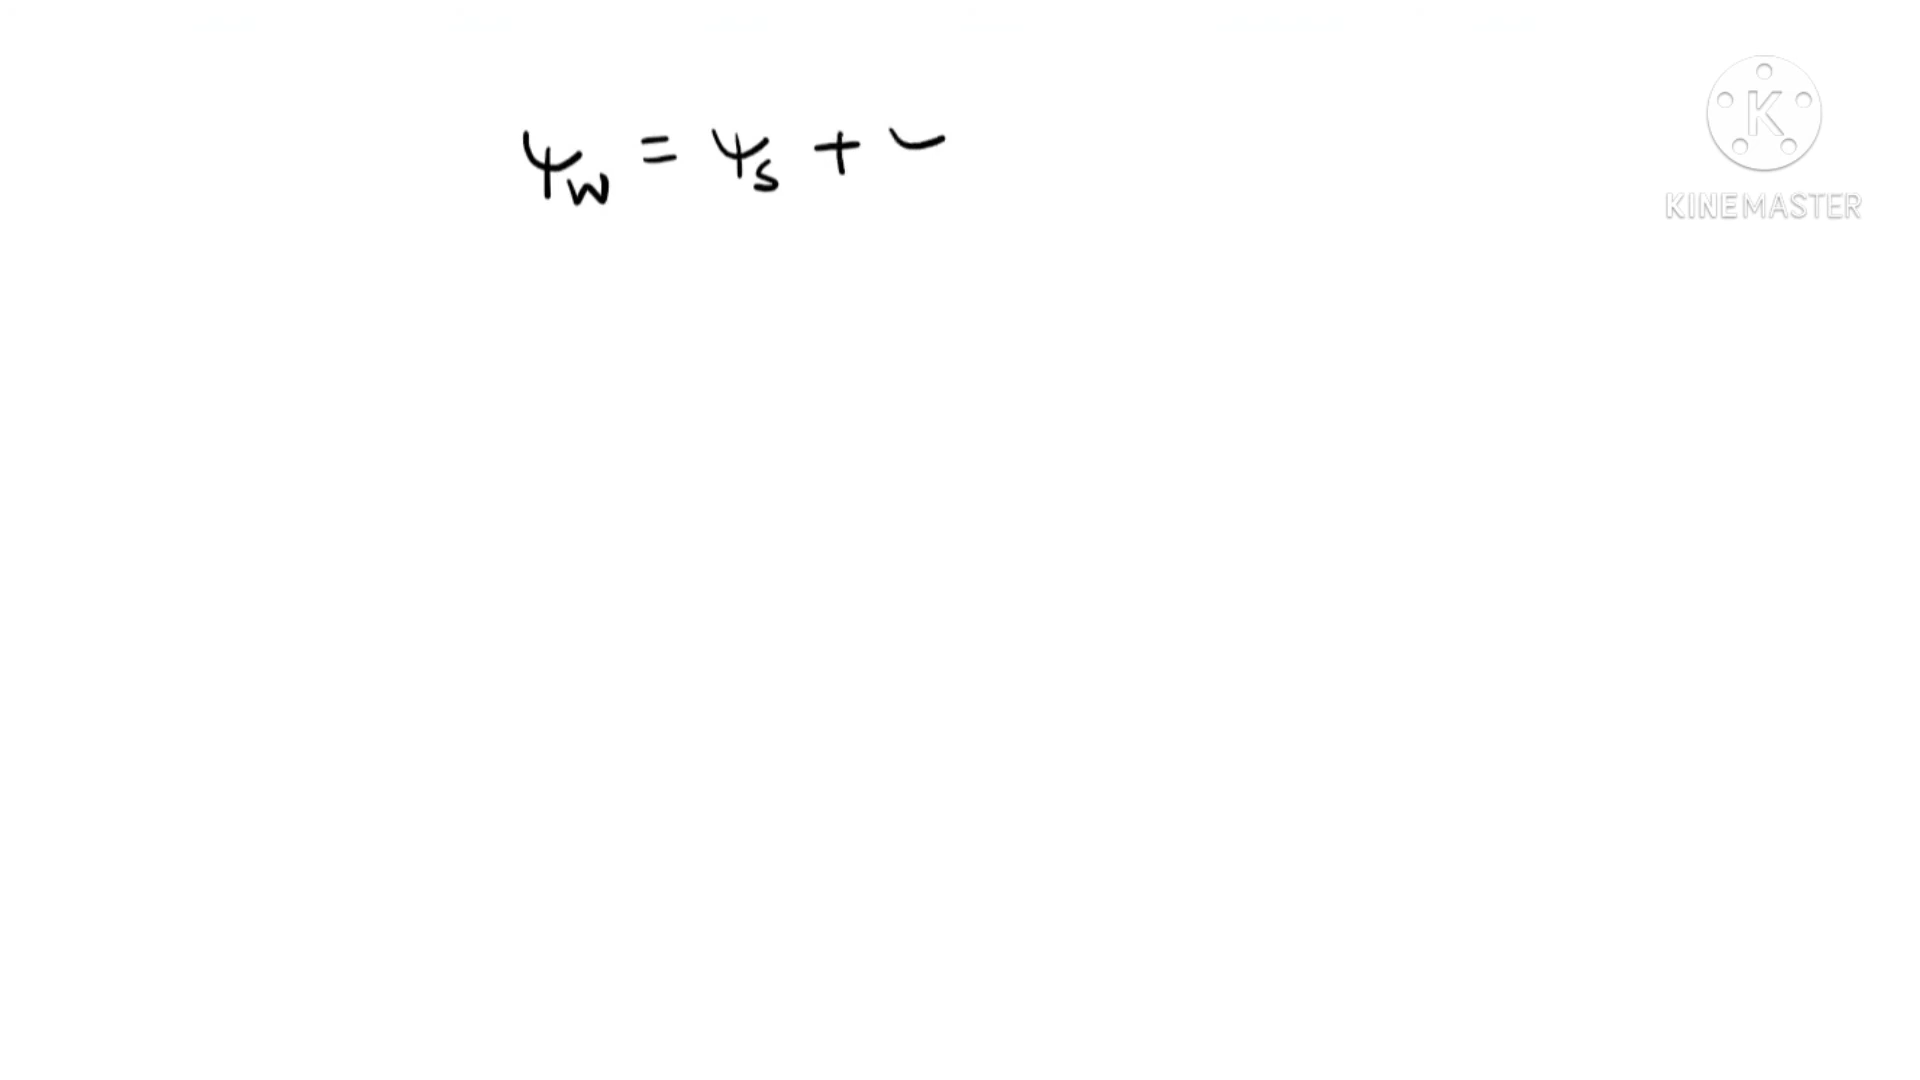 Ψw = Ψs +
KINEMASTER